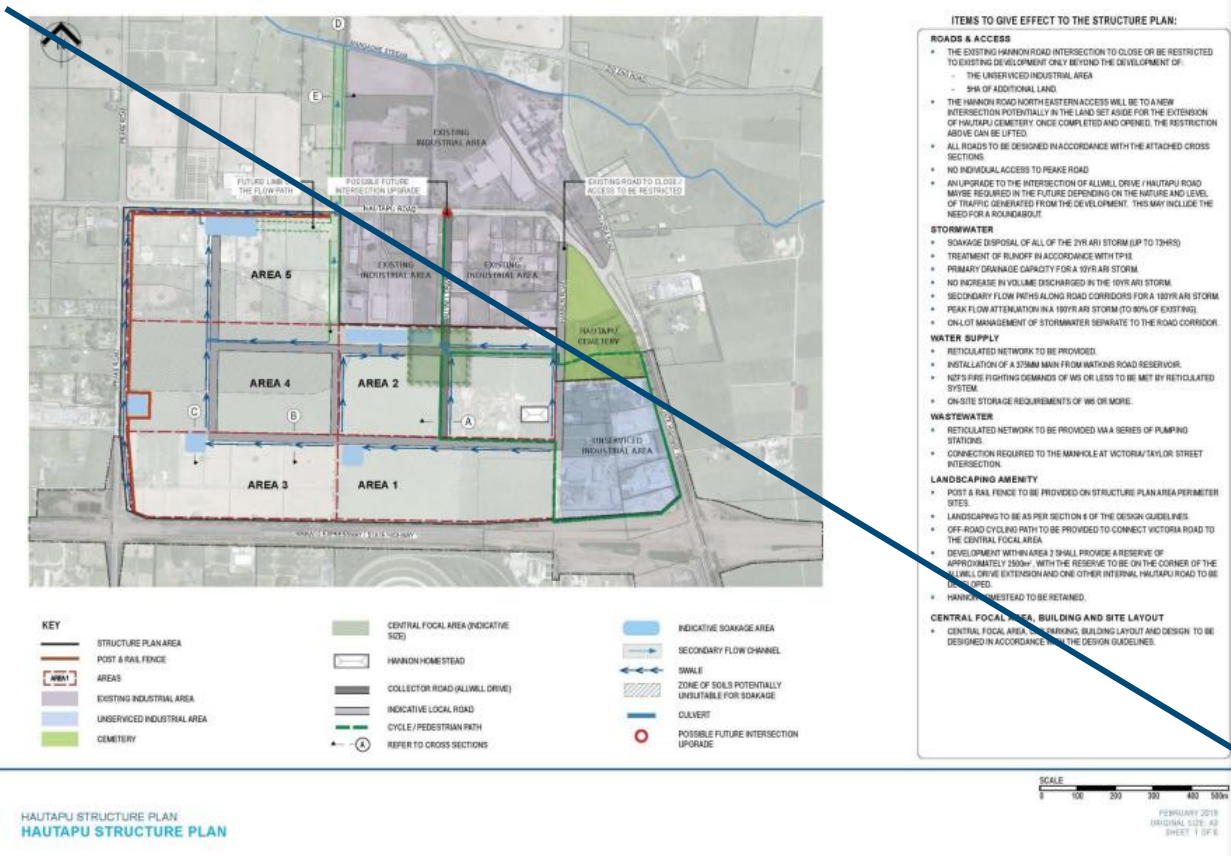 D
MANGAONE STREAM
E
EXISTING
INDUSTRIAL AREA
FUTURE LIMB OF
THE FLOW PATH
POSSIBLE FUTURE
INTERSECTION UPGRADE
EXISTING ROAD TO CLOSE /
ACCESS TO BE RESTRICTED
PEAKE ROAD
HAUTAPU ROAD
AREA 5
EXISTING
INDUSTRIAL AREA
EXISTING
INDUSTRIAL AREA
HAUTAPU
CEMETERY
AREA 4
AREA 2
C
B
A
UNSERVICED
INDUSTRIAL AREA
AREA 3
AREA 1
WAIKATO EXPRESSWAY (STATE HIGHWAY)
KEY
STRUCTURE PLAN AREA
POST & RAIL FENCE
AREA 1 AREAS
EXISTING INDUSTRIAL AREA
UNSERVICED INDUSTRIAL AREA
CEMETERY
CENTRAL FOCAL AREA (INDICATIVE
SIZE)
HANNON HOMESTEAD
COLLECTOR ROAD (ALLWILL DRIVE)
INDICATIVE LOCAL ROAD
CYCLE / PEDESTRIAN PATH
A REFER TO CROSS SECTIONS
INDICATIVE SOAKAGE AREA
SECONDARY FLOW CHANNEL
SWALE
ZONE OF SOILS POTENTIALLY
UNSUITABLE FOR SOAKAGE
CULVERT
POSSIBLE FUTURE INTERSECTION
UPGRADE
ITEMS TO GIVE EFFECT TO THE STRUCTURE PLAN:
ROADS & ACCESS
• THE EXISTING HANNON ROAD INTERSECTION TO CLOSE OR BE RESTRICTED
TO EXISTING DEVELOPMENT ONLY BEYOND THE DEVELOPMENT OF:
- THE UNSERVICED INDUSTRIAL AREA
- 5HA OF ADDITIONAL LAND.
• THE HANNON ROAD NORTH EASTERN ACCESS WILL BE TO A NEW
INTERSECTION POTENTIALLY IN THE LAND SET ASIDE FOR THE EXTENSION
OF HAUTAPU CEMETERY. ONCE COMPLETED AND OPENED, THE RESTRICTION
ABOVE CAN BE LIFTED.
• ALL ROADS TO BE DESIGNED IN ACCORDANCE WITH THE ATTACHED CROSS
SECTIONS.
• NO INDIVIDUAL ACCESS TO PEAKE ROAD
• AN UPGRADE TO THE INTERSECTION OF ALLWILL DRIVE / HAUTAPU ROAD
MAYBE REQUIRED IN THE FUTURE DEPENDING ON THE NATURE AND LEVEL
OF TRAFFIC GENERATED FROM THE DEVELOPMENT. THIS MAY INCLUDE THE
NEED FOR A ROUNDABOUT.
STORMWATER
• SOAKAGE DISPOSAL OF ALL OF THE 2YR ARI STORM (UP TO 72HRS)
• TREATMENT OF RUNOFF IN ACCORDANCE WITH TP10.
• PRIMARY DRAINAGE CAPACITY FOR A 10YR ARI STORM.
• NO INCREASE IN VOLUME DISCHARGED IN THE 10YR ARI STORM.
• SECONDARY FLOW PATHS ALONG ROAD CORRIDORS FOR A 100YR ARI STORM.
• PEAK FLOW ATTENUATION IN A 100YR ARI STORM (TO 80% OF EXISTING).
• ON-LOT MANAGEMENT OF STORMWATER SEPARATE TO THE ROAD CORRIDOR.
WATER SUPPLY
• RETICULATED NETWORK TO BE PROVIDED.
• INSTALLATION OF A 375MM MAIN FROM WATKINS ROAD RESERVOIR.
• NZFS FIRE FIGHTING DEMANDS OF W5 OR LESS TO BE MET BY RETICULATED
SYSTEM.
• ON-SITE STORAGE REQUIREMENTS OF W6 OR MORE.
WASTEWATER
• RETICULATED NETWORK TO BE PROVIDED VIA A SERIES OF PUMPING
STATIONS.
• CONNECTION REQUIRED TO THE MANHOLE AT VICTORIA/TAYLOR STREET
INTERSECTION.
LANDSCAPING AMENITY
• POST & RAIL FENCE TO BE PROVIDED ON STRUCTURE PLAN AREA PERIMETER
SITES.
• LANDSCAPING TO BE AS PER SECTION 6 OF THE DESIGN GUIDELINES.
• OFF-ROAD CYCLING PATH TO BE PROVIDED TO CONNECT VICTORIA ROAD TO
THE CENTRAL FOCAL AREA
• DEVELOPMENT WITHIN AREA 2 SHALL PROVIDE A RESERVE OF
APPROXIMATELY 2500m², WITH THE RESERVE TO BE ON THE CORNER OF THE
ALLWILL DRIVE EXTENSION AND ONE OTHER INTERNAL HAUTAPU ROAD TO BE
DEVELOPED.
• HANNON HOMESTEAD TO BE RETAINED.
CENTRAL FOCAL AREA, BUILDING AND SITE LAYOUT
• CENTRAL FOCAL AREA, CAR PARKING, BUILDING LAYOUT AND DESIGN TO BE
DESIGNED IN ACCORDANCE WITH THE DESIGN GUIDELINES.
SCALE
0 100 200 300 400 500m
HAUTAPU STRUCTURE PLAN
HAUTAPU STRUCTURE PLAN
FEBRUARY 2019
ORIGINAL SIZE: A3
SHEET 1 OF 6